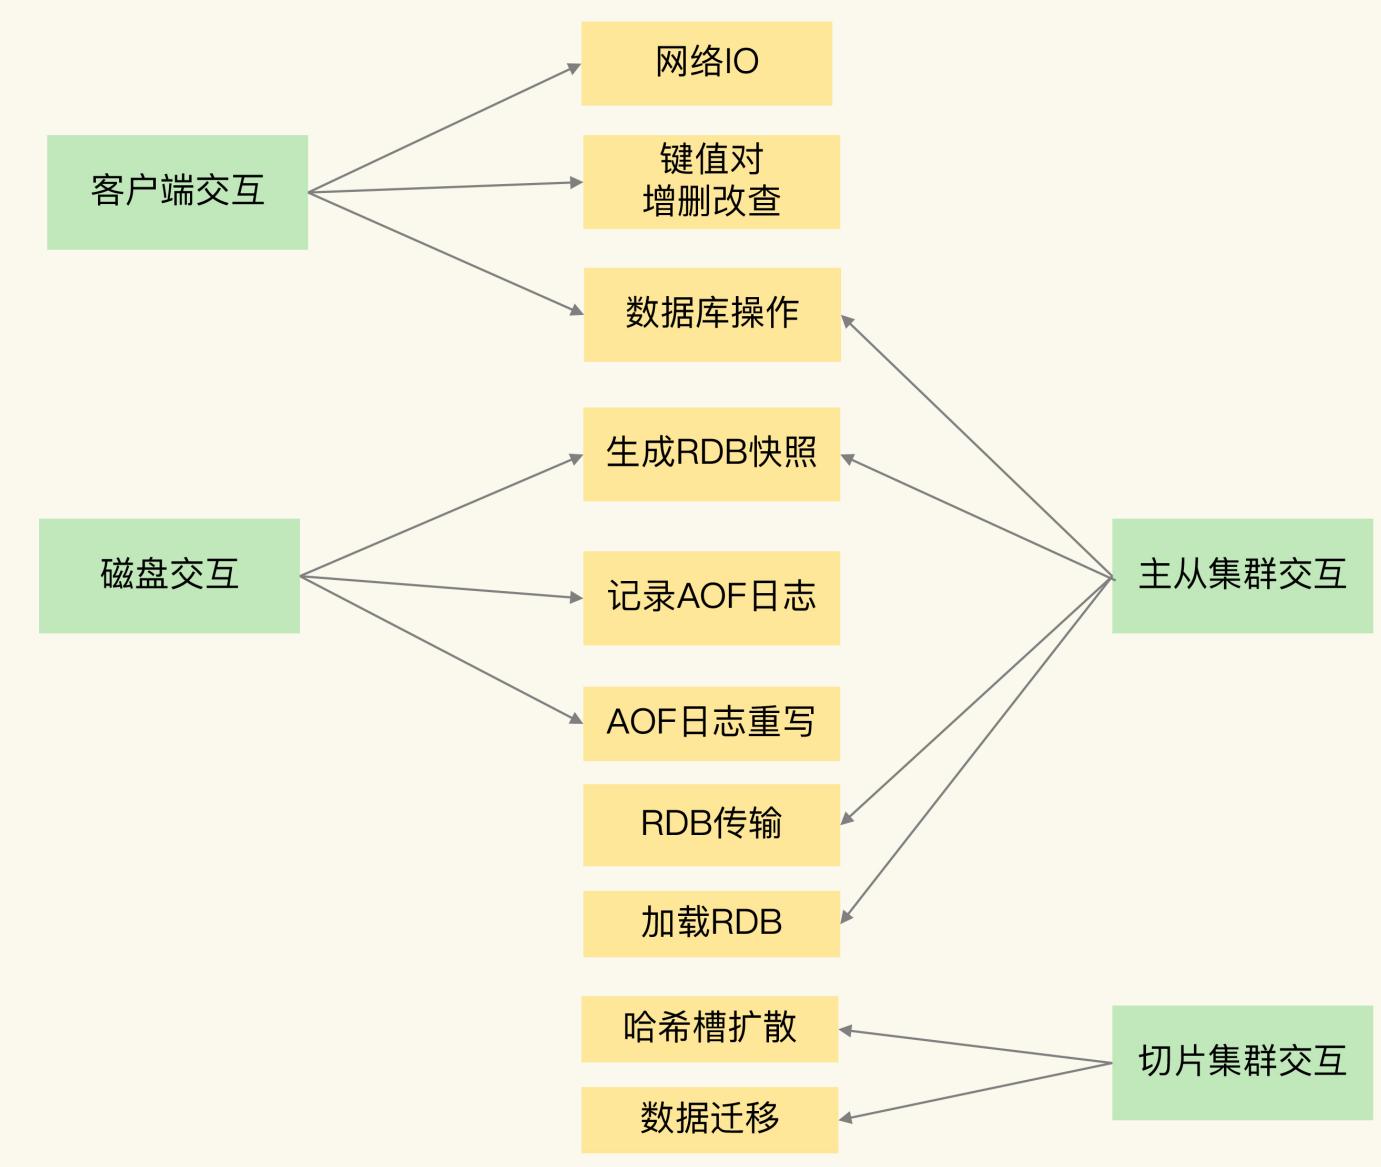 网络IO
客户端交互
键值对
增删改查
数据库操作
生成RDB快照
磁盘交互
记录AOF日志
主从集群交互
AOF日志重写
RDB传输
加载RDB
哈希槽扩散
切片集群交互
数据迁移